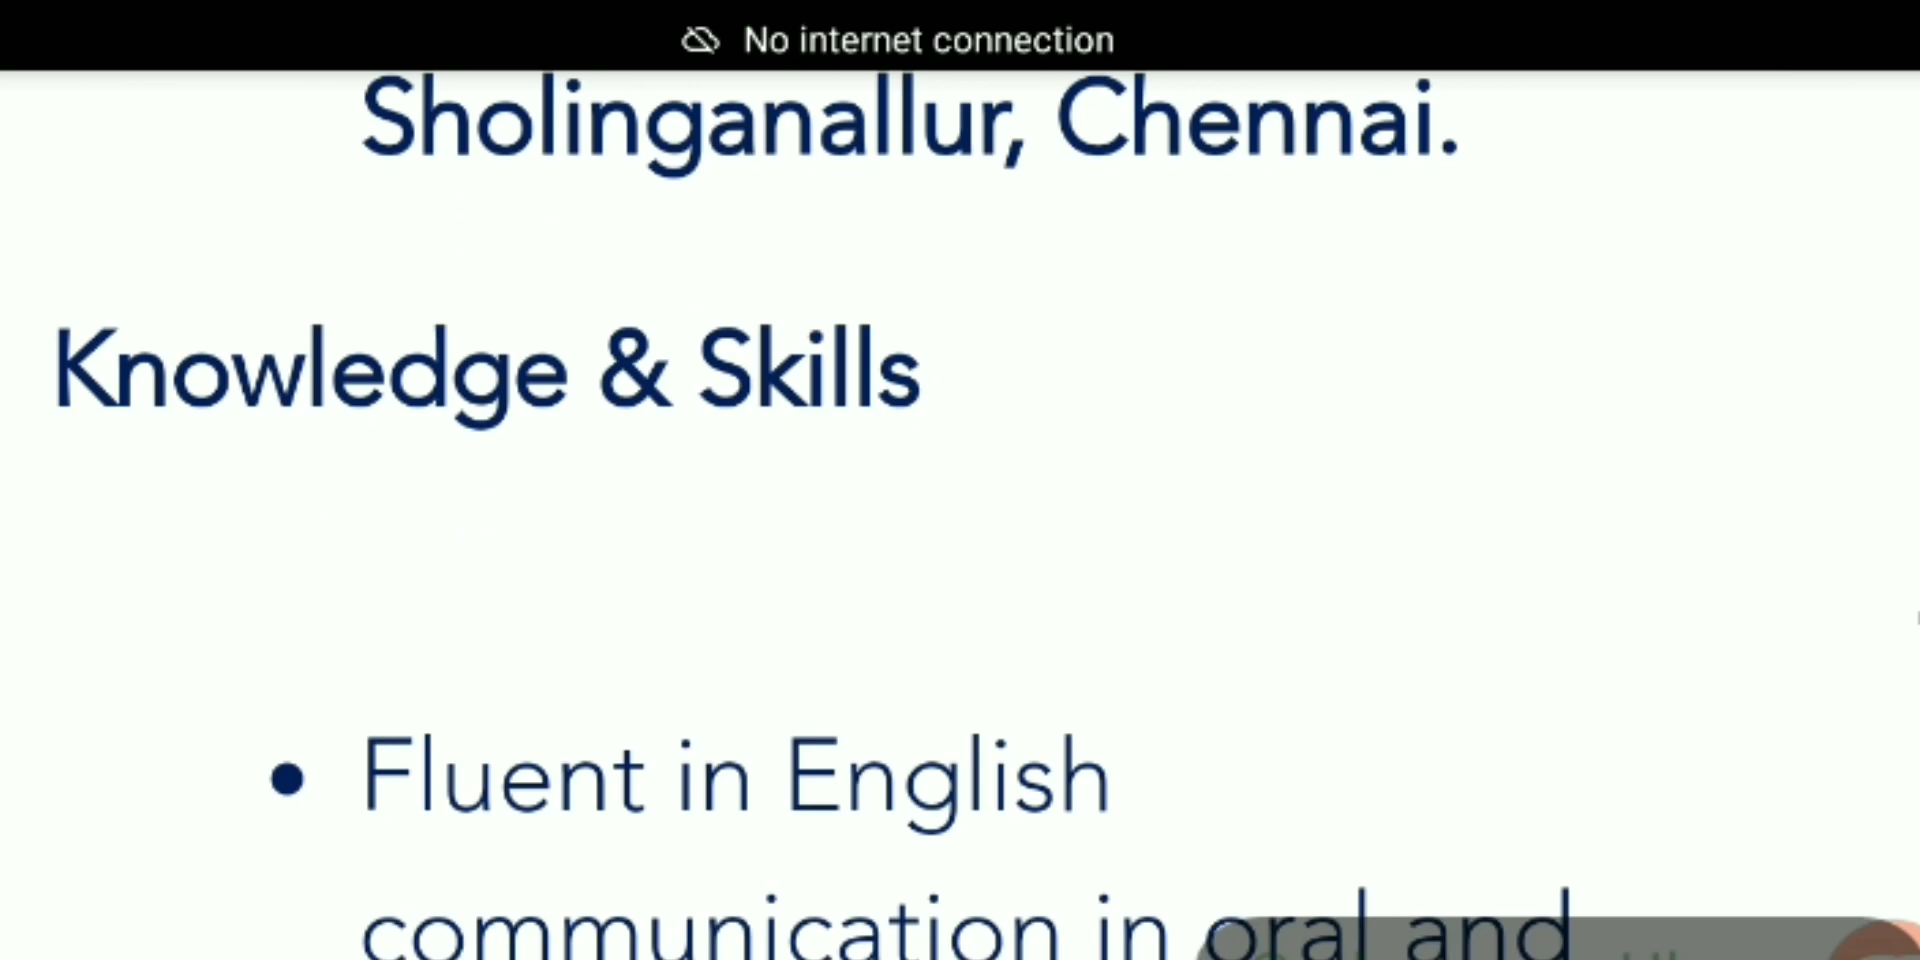 No internet connection
Sholinganallur, Chennai.
Knowledge & Skills
• Fluent in English
communication in oral and